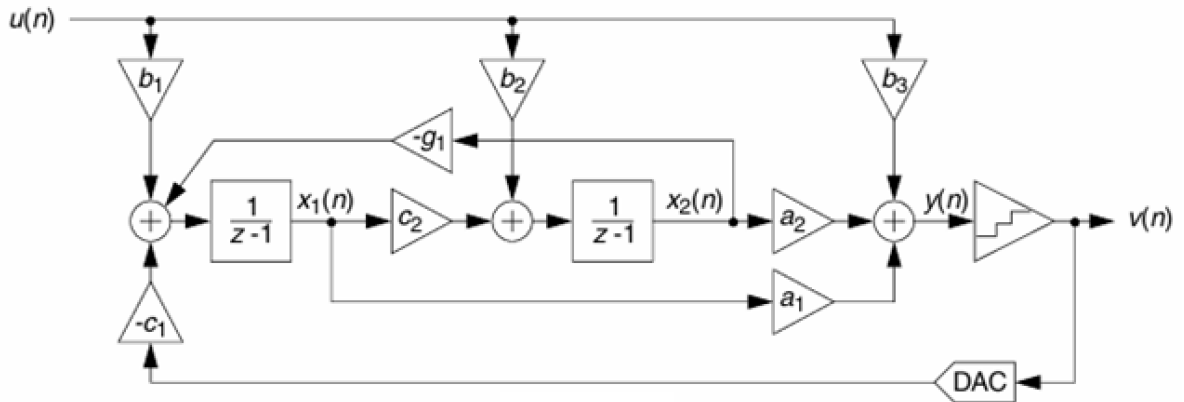 u(n)
b₁
b₂
b₃
-g₁
+
1
z - 1
x₁(n)
c₂
+
1
z - 1
x₂(n)
a₂
+
y(n)
v(n)
a₁
-c₁
DAC